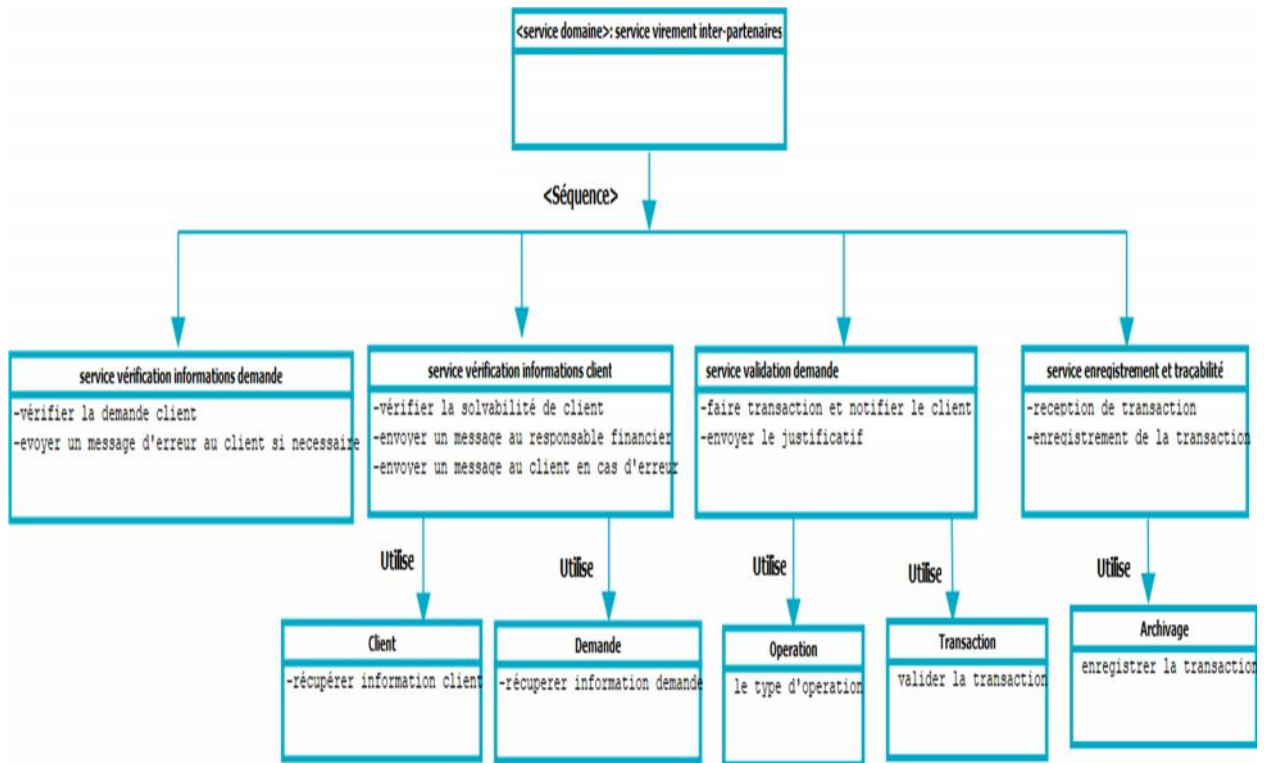 <service domaine>: service virement inter-partenaires
<Séquence>
service vérification informations demande
-vérifier la demande client
-evoyer un message d'erreur au client si necessaire
service vérification informations client
-vérifier la solvabilité de client
-envoyer un message au responsable financier
-envoyer un message au client en cas d'erreur
service validation demande
-faire transaction et notifier le client
-envoyer le justificatif
service enregistrement et traçabilité
-reception de transaction
-enregistrement de la transaction
Utilise
Utilise
Utilise
Utilise
Utilise
Client
-récupérer information client
Demande
-récuperer information demande
Operation
le type d'operation
Transaction
valider la transaction
Archivage
enregistrer la transaction